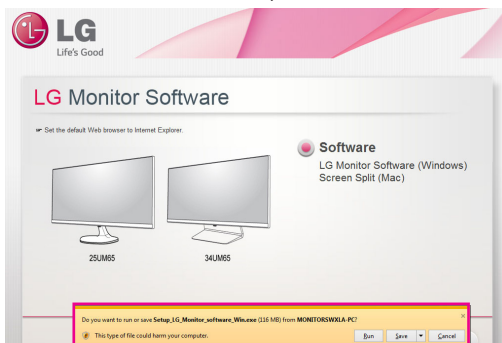 LG
Life's Good
LG Monitor Software
☞ Set the default Web browser to Internet Explorer.
Software
LG Monitor Software (Windows)
Screen Split (Mac)
25UM65
34UM65
Do you want to run or save Setup_LG_Monitor_software_Win.exe (116 MB) from MONITORSWXLA-PC?
×
This type of file could harm your computer.
Run Save Cancel